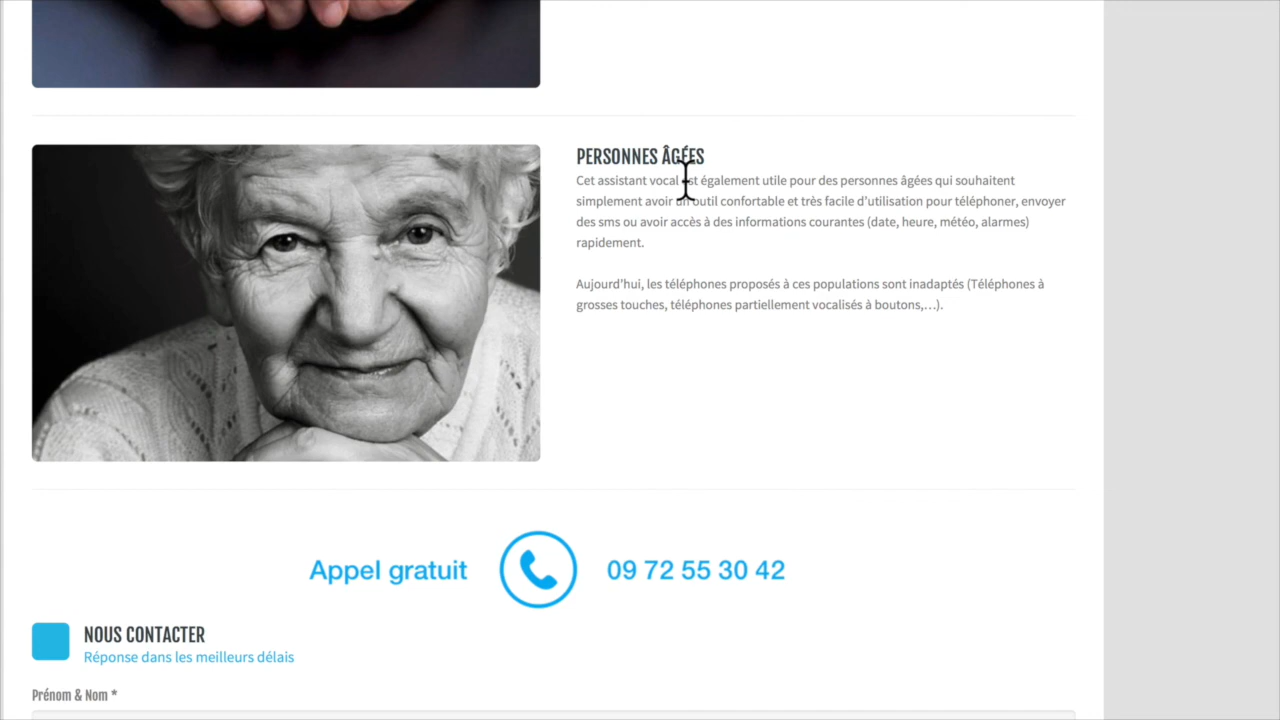 PERSONNES ÂGÉES
Cet assistant vocal est également utile pour des personnes âgées qui souhaitent
simplement avoir un outil confortable et très facile d'utilisation pour téléphoner, envoyer
des sms ou avoir accès à des informations courantes (date, heure, météo, alarmes)
rapidement.
Aujourd'hui, les téléphones proposés à ces populations sont inadaptés (Téléphones à
grosses touches, téléphones partiellement vocalisés à boutons,…).
Appel gratuit 09 72 55 30 42
NOUS CONTACTER
Réponse dans les meilleurs délais
Prénom & Nom *